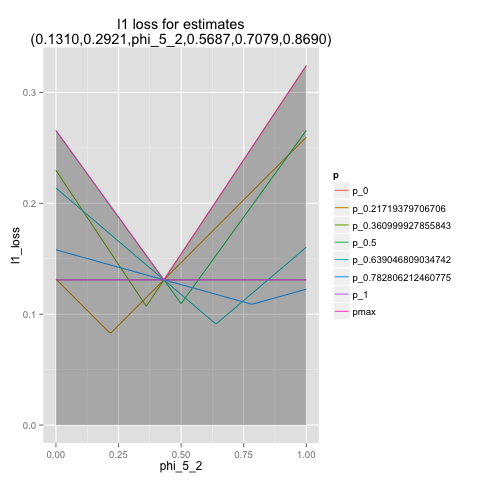 l1 loss for estimates
(0.1310,0.2921,phi_5_2,0.5687,0.7079,0.8690)
0.3
0.2
0.1
0.0
l1_loss
0.00 0.25 0.50 0.75 1.00
phi_5_2
p
p_0
p_0.21719379706706
p_0.360999927855843
p_0.5
p_0.639046809034742
p_0.782806212460775
p_1
pmax